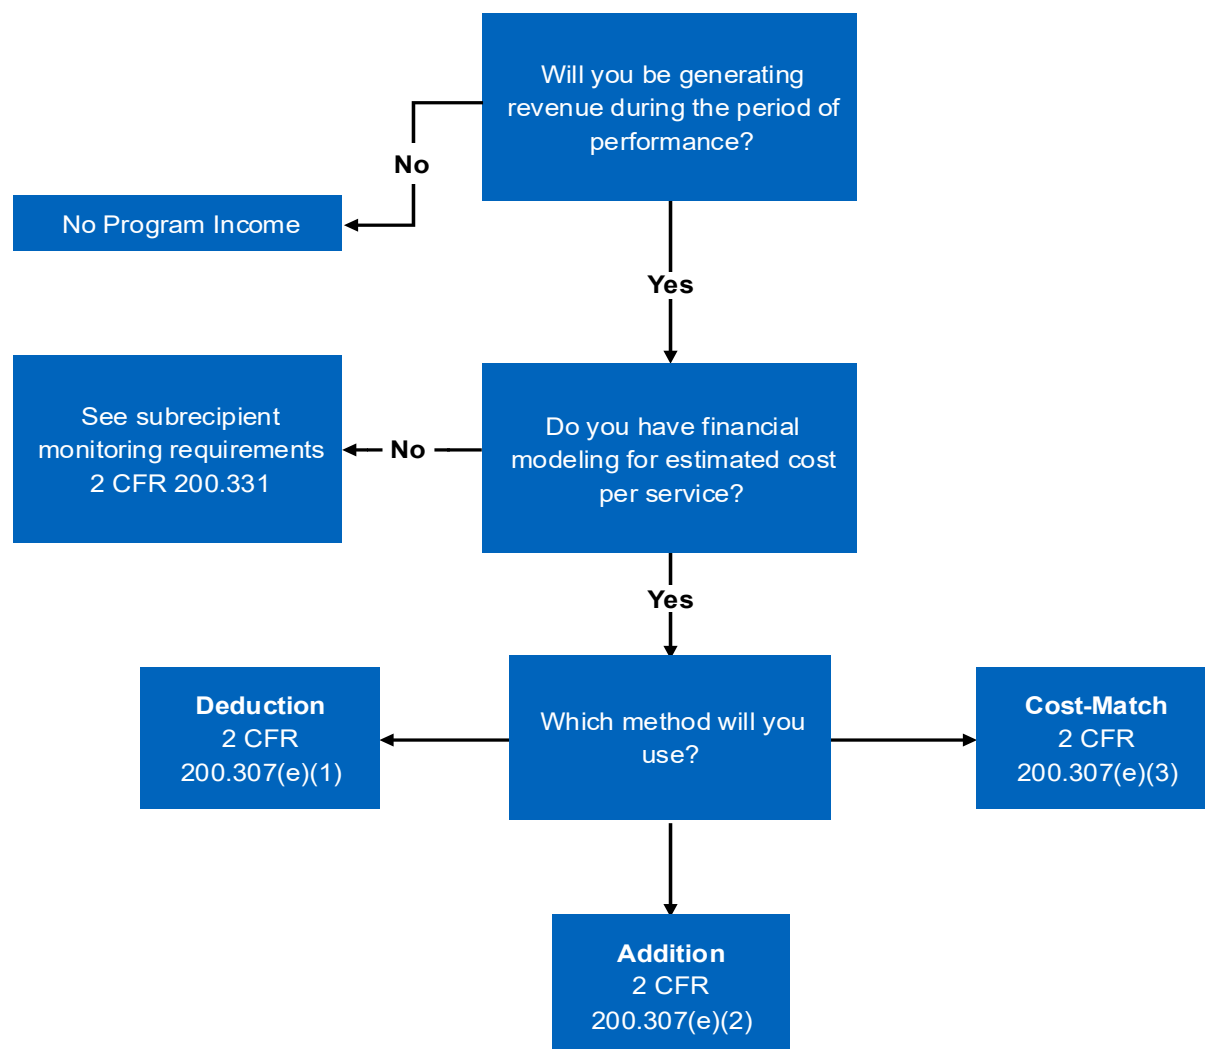 Will you be generating
revenue during the period of
performance?
No
No Program Income
Yes
See subrecipient
monitoring requirements
2 CFR 200.331
No
Do you have financial
modeling for estimated cost
per service?
Yes
Deduction
2 CFR
200.307(e)(1)
Which method will you
use?
Cost-Match
2 CFR
200.307(e)(3)
Addition
2 CFR
200.307(e)(2)